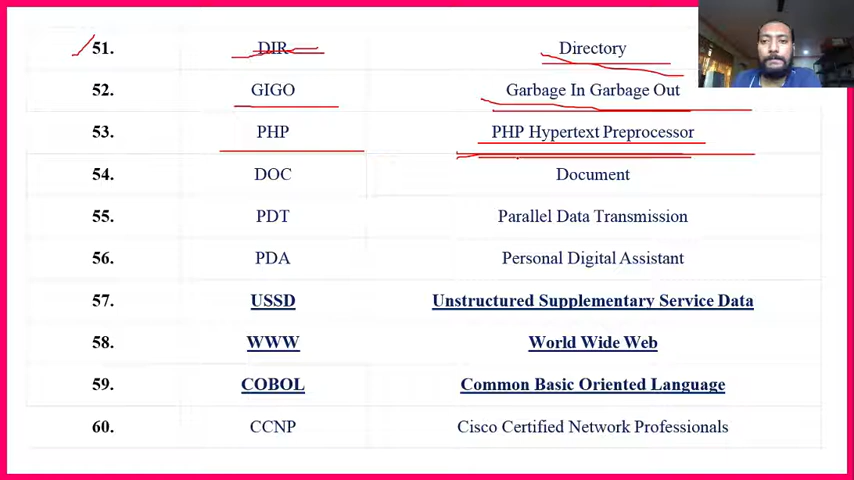 51. DIR Directory
52. GIGO Garbage In Garbage Out
53. PHP PHP Hypertext Preprocessor
54. DOC Document
55. PDT Parallel Data Transmission
56. PDA Personal Digital Assistant
57. USSD Unstructured Supplementary Service Data
58. WWW World Wide Web
59. COBOL Common Basic Oriented Language
60. CCNP Cisco Certified Network Professionals